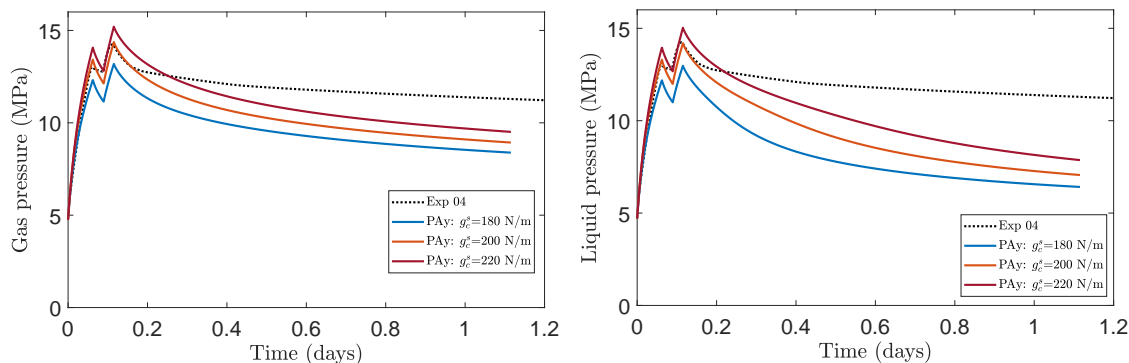 15
10
5
0
Gas pressure (MPa)
0 0.2 0.4 0.6 0.8 1 1.2
Time (days)
Exp 04
PAy: g_c^s=180 N/m
PAy: g_c^s=200 N/m
PAy: g_c^s=220 N/m
15
10
5
0
Liquid pressure (MPa)
0 0.2 0.4 0.6 0.8 1 1.2
Time (days)
Exp 04
PAy: g_c^s=180 N/m
PAy: g_c^s=200 N/m
PAy: g_c^s=220 N/m